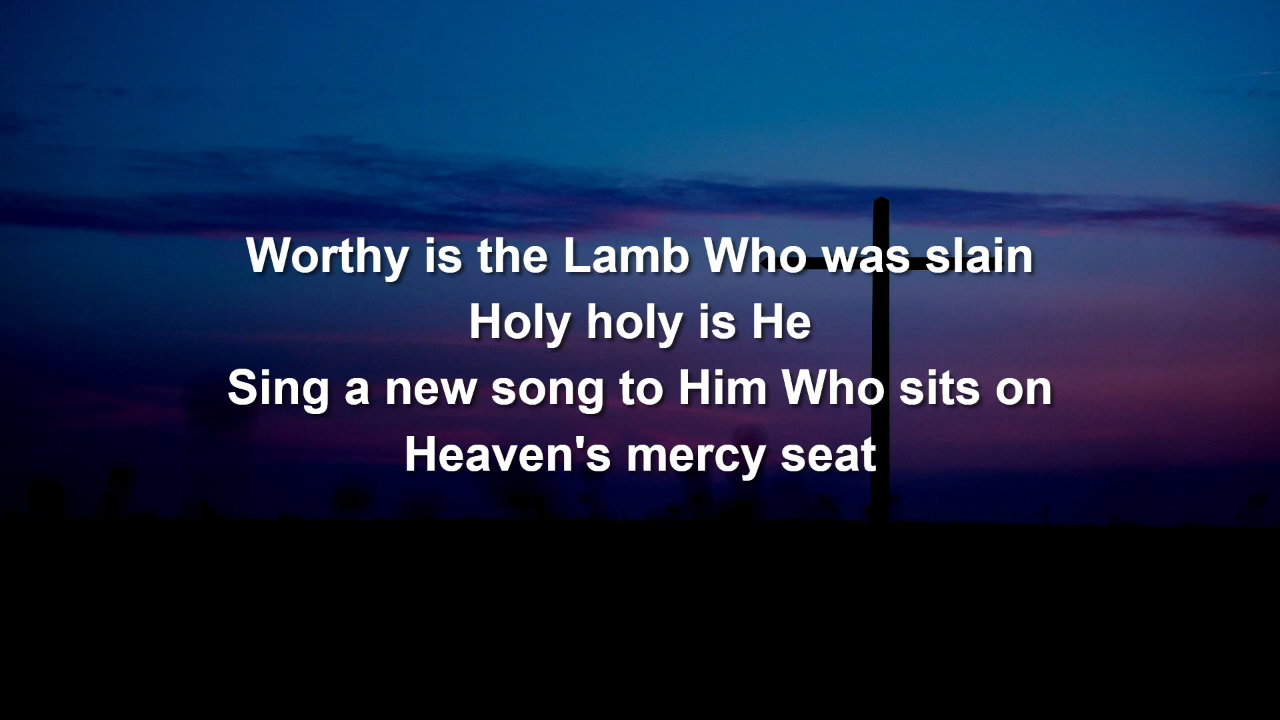 Worthy is the Lamb Who was slain
Holy holy is He
Sing a new song to Him Who sits on
Heaven's mercy seat